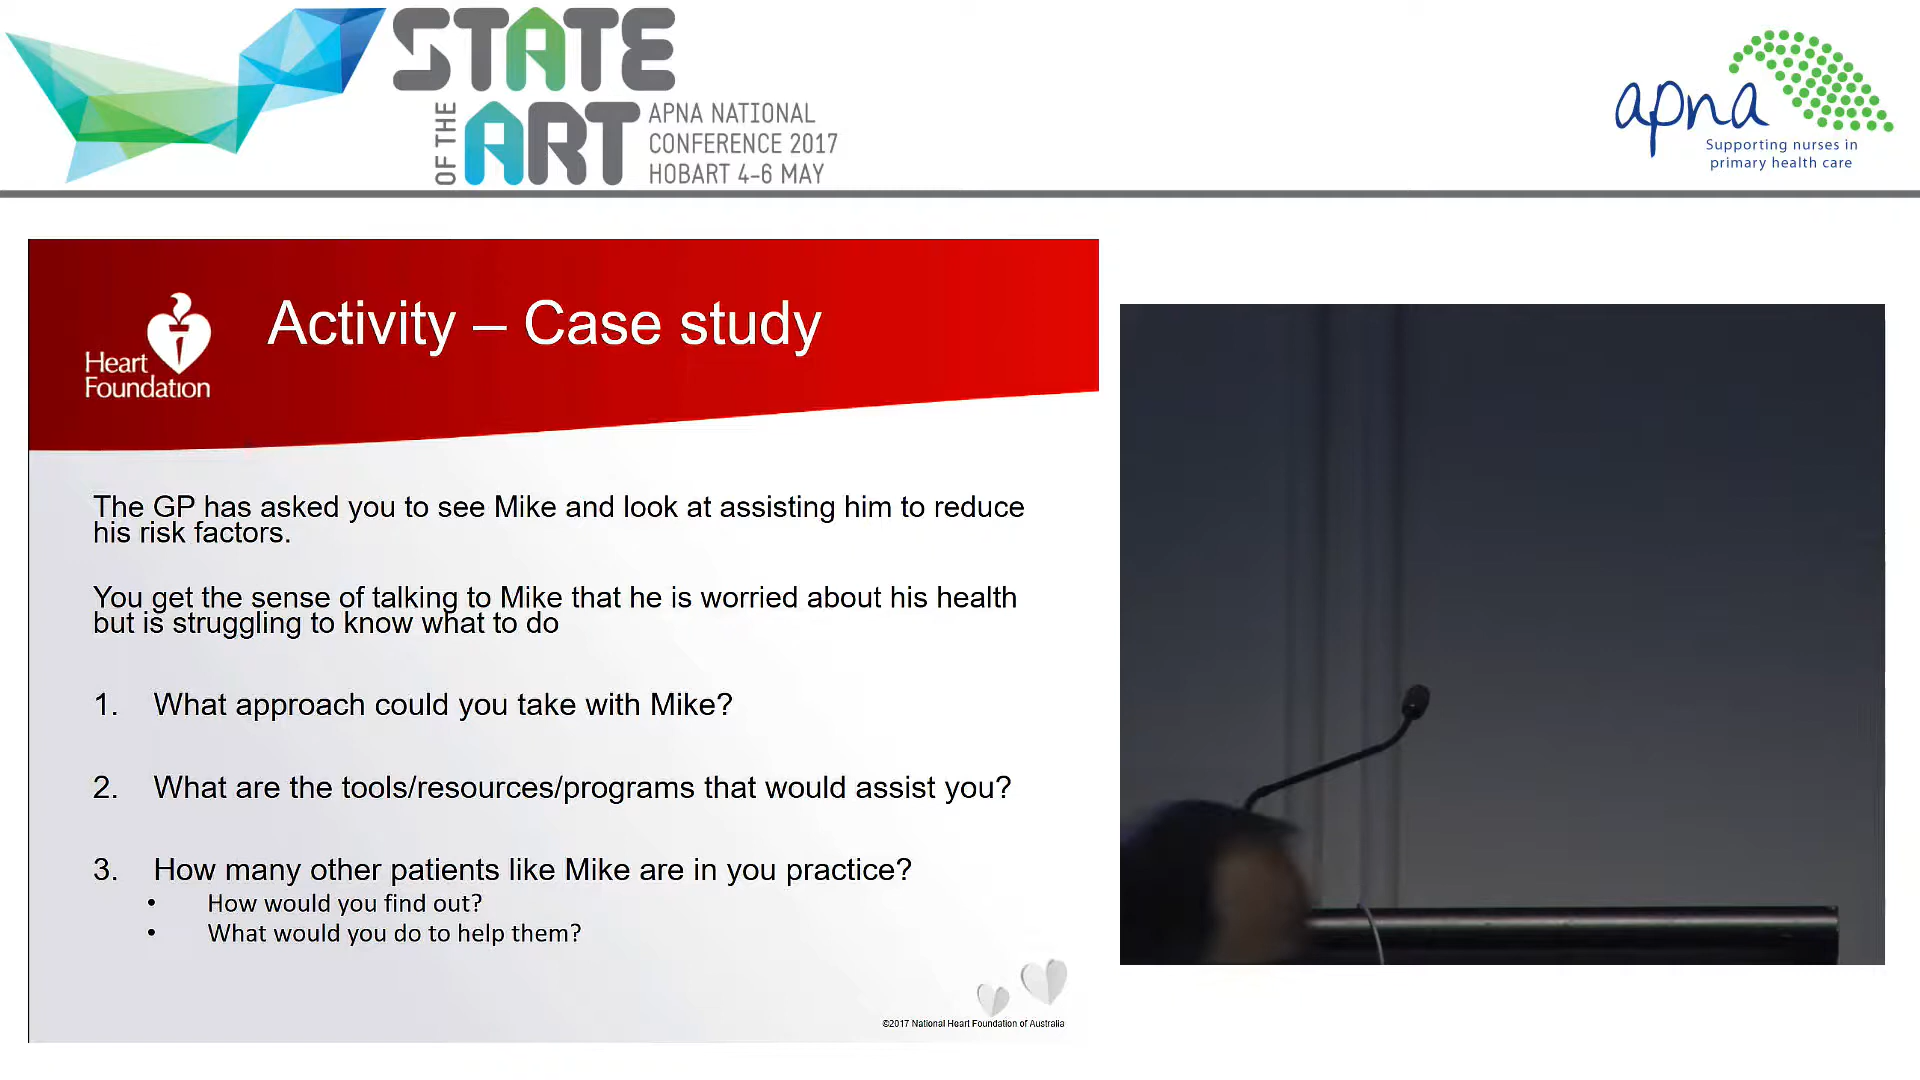 STATE
OF THE
ART
APNA NATIONAL
CONFERENCE 2017
HOBART 4-6 MAY
apna
Supporting nurses in
primary health care
Heart
Foundation
Activity – Case study
The GP has asked you to see Mike and look at assisting him to reduce
his risk factors.
You get the sense of talking to Mike that he is worried about his health
but is struggling to know what to do
1. What approach could you take with Mike?
2. What are the tools/resources/programs that would assist you?
3. How many other patients like Mike are in you practice?
• How would you find out?
• What would you do to help them?
©2017 National Heart Foundation of Australia